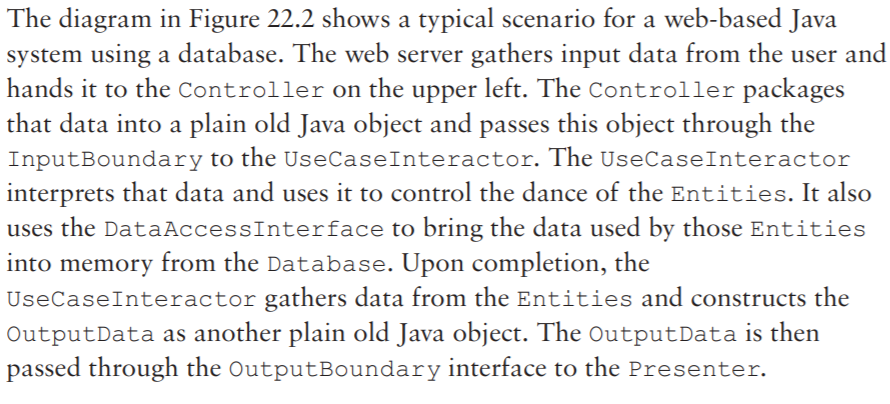 The diagram in Figure 22.2 shows a typical scenario for a web-based Java
system using a database. The web server gathers input data from the user and
hands it to the Controller on the upper left. The Controller packages
that data into a plain old Java object and passes this object through the
InputBoundary to the UseCaseInteractor. The UseCaseInteractor
interprets that data and uses it to control the dance of the Entities. It also
uses the DataAccessInterface to bring the data used by those Entities
into memory from the Database. Upon completion, the
UseCaseInteractor gathers data from the Entities and constructs the
OutputData as another plain old Java object. The OutputData is then
passed through the OutputBoundary interface to the Presenter.